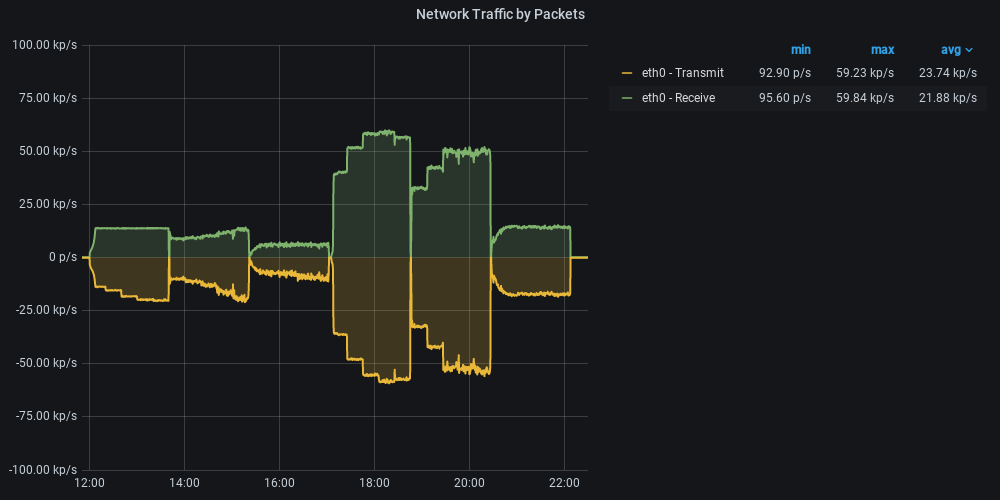 Network Traffic by Packets
100.00 kp/s
75.00 kp/s
50.00 kp/s
25.00 kp/s
0 p/s
-25.00 kp/s
-50.00 kp/s
-75.00 kp/s
-100.00 kp/s
12:00 14:00 16:00 18:00 20:00 22:00
min max avg
eth0 - Transmit 92.90 p/s 59.23 kp/s 23.74 kp/s
eth0 - Receive 95.60 p/s 59.84 kp/s 21.88 kp/s